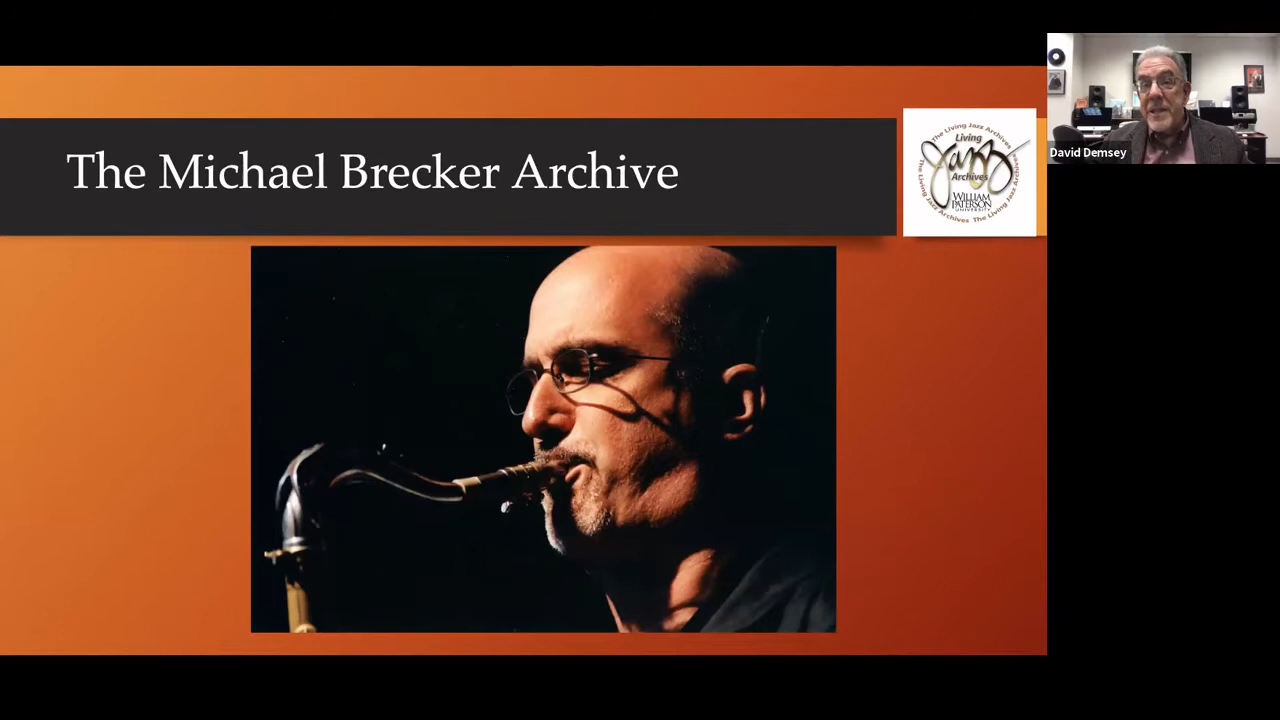 The Michael Brecker Archive
The Living Jazz Archives
Living
Jazz
Archives
WILLIAM
PATERSON
UNIVERSITY
The Living Jazz Archives
The Living Jazz Archives
David Demsey